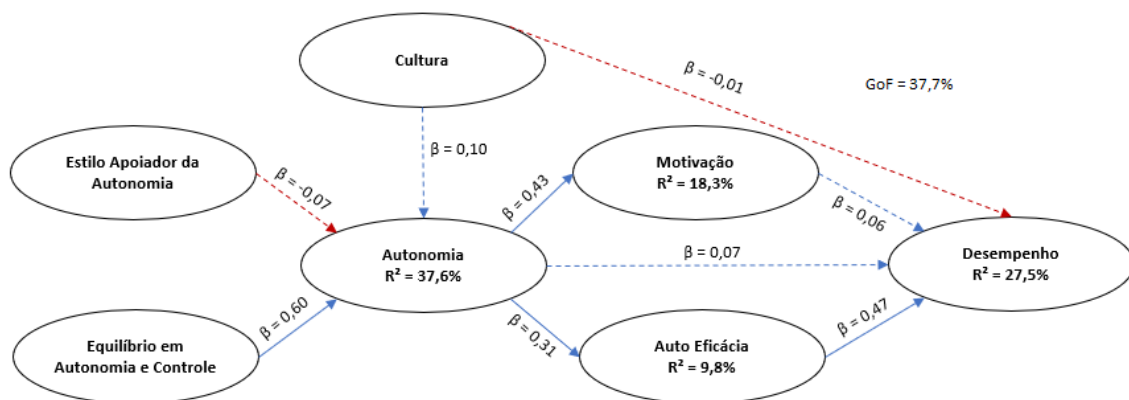 Cultura
β = -0,01
GoF = 37,7%
Estilo Apoiador da
Autonomia
β = 0,10
Motivação
R² = 18,3%
β = -0,07
β = 0,43
β = 0,06
Autonomia
R² = 37,6%
β = 0,07
Desempenho
R² = 27,5%
β = 0,60
β = 0,31
β = 0,47
Equilíbrio em
Autonomia e Controle
Auto Eficácia
R² = 9,8%